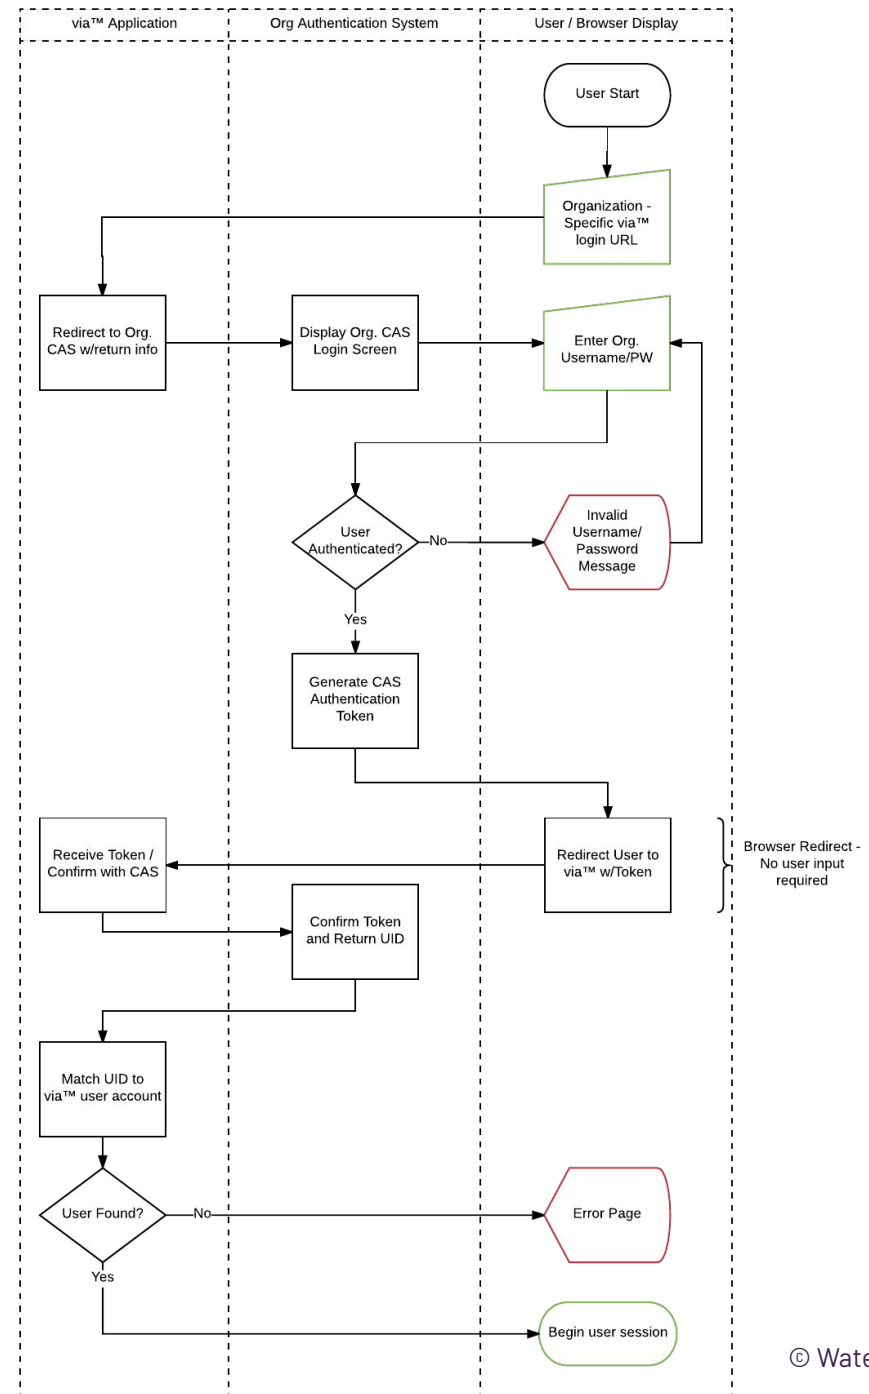 via™ Application
Org Authentication System
User / Browser Display
User Start
Organization -
Specific via™
login URL
Redirect to Org.
CAS w/return info
Display Org. CAS
Login Screen
Enter Org.
Username/PW
User
Authenticated?
No
Invalid
Username/
Password
Message
Yes
Generate CAS
Authentication
Token
Receive Token /
Confirm with CAS
Redirect User to
via™ w/Token
Browser Redirect -
No user input
required
Confirm Token
and Return UID
Match UID to
via™ user account
User Found?
No
Error Page
Yes
Begin user session
© Wate